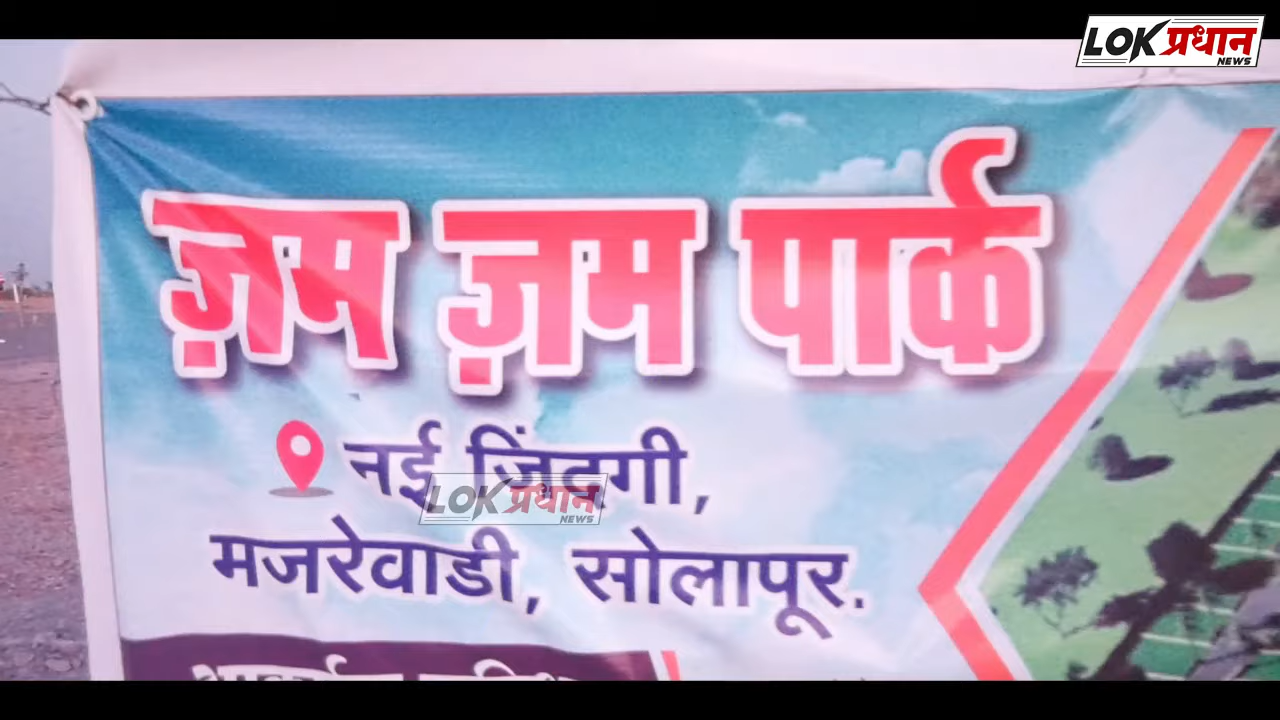 LOK प्रधान
NEWS
ज़म ज़म पार्क
नई जिंदगी,
LOK प्रधान
NEWS
मजरेवाडी, सोलापूर.